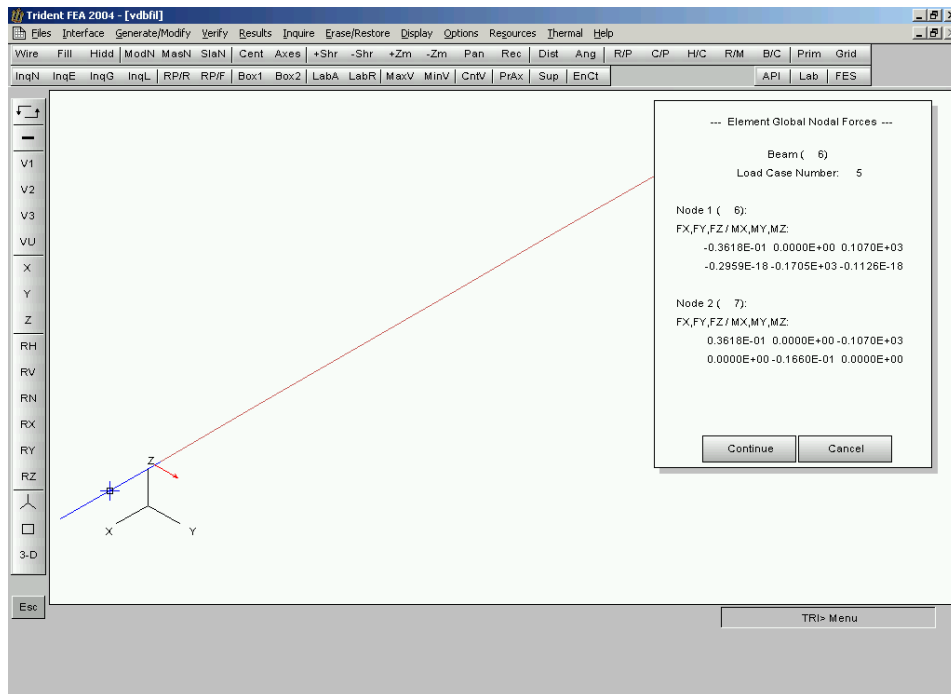 Trident FEA 2004 - [vdbfil]
Files Interface Generate/Modify Verify Results Inquire Erase/Restore Display Options Resources Thermal Help
Wire Fill Hidd ModN MasN SlaN Cent Axes +Shr -Shr +Zm -Zm Pan Rec Dist Ang R/P C/P H/C R/M B/C Prim Grid
InqN InqE InqG InqL RP/R RP/F Box1 Box2 LabA LabR MaxV MinV CntV PrAx Sup EnCt API Lab FES
--- Element Global Nodal Forces ---
Beam ( 6)
Load Case Number: 5
Node 1 ( 6):
FX,FY,FZ / MX,MY,MZ:
-0.3618E-01 0.0000E+00 0.1070E+03
-0.2959E-18 -0.1705E+03 -0.1126E-18
Node 2 ( 7):
FX,FY,FZ / MX,MY,MZ:
0.3618E-01 0.0000E+00 -0.1070E+03
0.0000E+00 -0.1660E-01 0.0000E+00
Continue Cancel
V1
V2
V3
VU
X
Y
Z
RH
RV
RN
RX
RY
RZ
3-D
Esc
Z
X Y
TRI> Menu